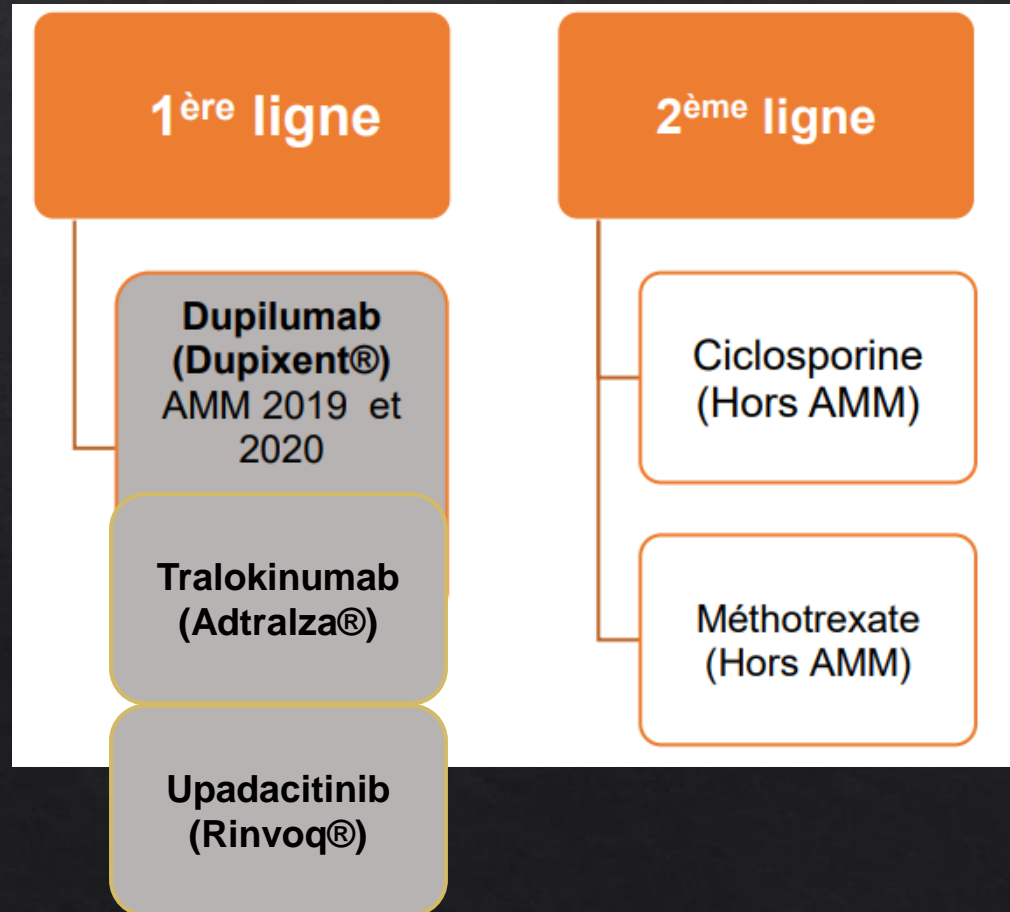 1ère ligne
Dupilumab
(Dupixent®)
AMM 2019 et
2020
Tralokinumab
(Adtralza®)
Upadacitinib
(Rinvoq®)
2ème ligne
Ciclosporine
(Hors AMM)
Méthotrexate
(Hors AMM)